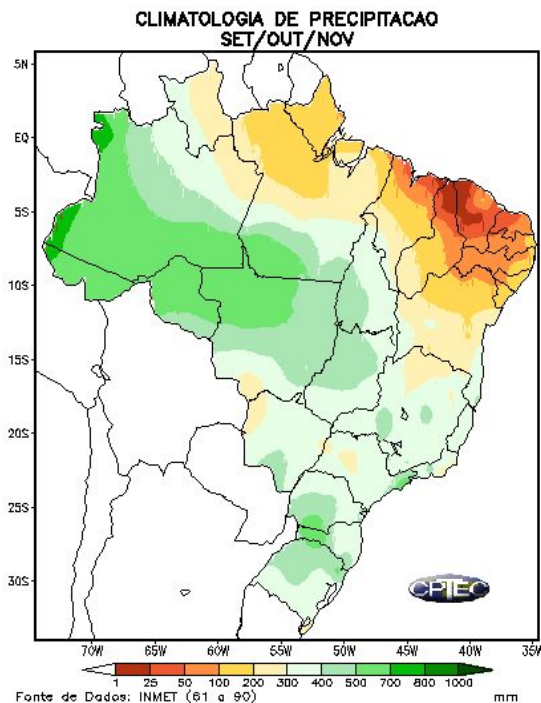 CLIMATOLOGIA DE PRECIPITACAO
SET/OUT/NOV
5N
EQ
5S
10S
15S
20S
25S
30S
CPTEC
70W 65W 60W 55W 50W 45W 40W 35W
1 25 50 100 200 300 400 500 700 800 1000
Fonte de Dados: INMET (61 a 90) mm